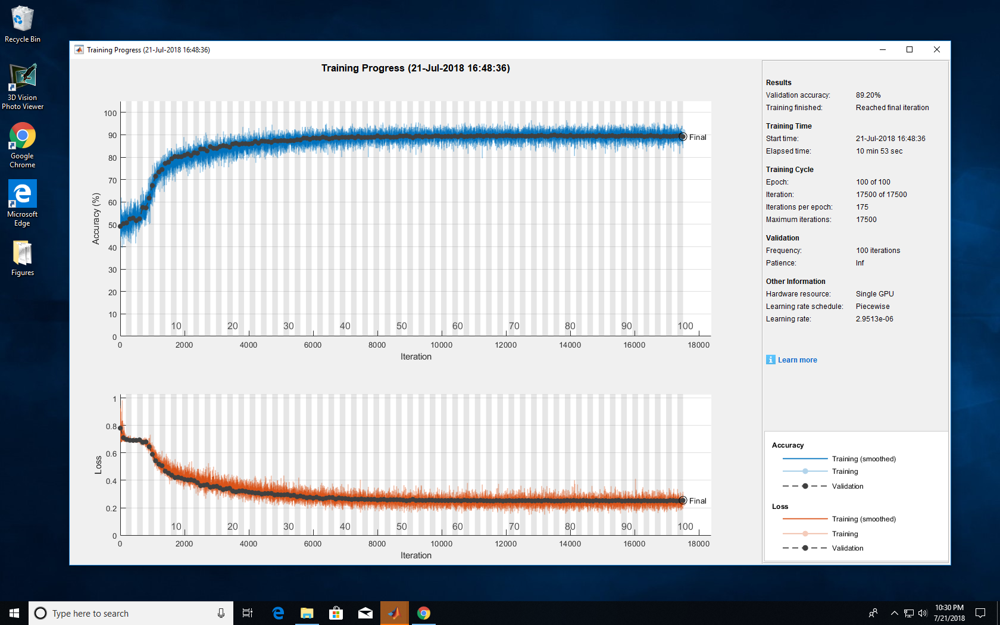 Recycle Bin
3D Vision
Photo Viewer
Google
Chrome
Microsoft
Edge
Figures
Training Progress (21-Jul-2018 16:48:36)
Training Progress (21-Jul-2018 16:48:36)
Accuracy (%)
100
90
80
70
60
50
40
30
20
10
0
Final
10 20 30 40 50 60 70 80 90 100
0 2000 4000 6000 8000 10000 12000 14000 16000 18000
Iteration
Loss
1
0.8
0.6
0.4
0.2
0
Final
10 20 30 40 50 60 70 80 90 100
0 2000 4000 6000 8000 10000 12000 14000 16000 18000
Iteration
Results
Validation accuracy: 89.20%
Training finished: Reached final iteration
Training Time
Start time: 21-Jul-2018 16:48:36
Elapsed time: 10 min 53 sec
Training Cycle
Epoch: 100 of 100
Iteration: 17500 of 17500
Iterations per epoch: 175
Maximum iterations: 17500
Validation
Frequency: 100 iterations
Patience: Inf
Other Information
Hardware resource: Single GPU
Learning rate schedule: Piecewise
Learning rate: 2.9513e-06
i Learn more
Accuracy
Training (smoothed)
Training
Validation
Loss
Training (smoothed)
Training
Validation
Type here to search
10:30 PM
7/21/2018